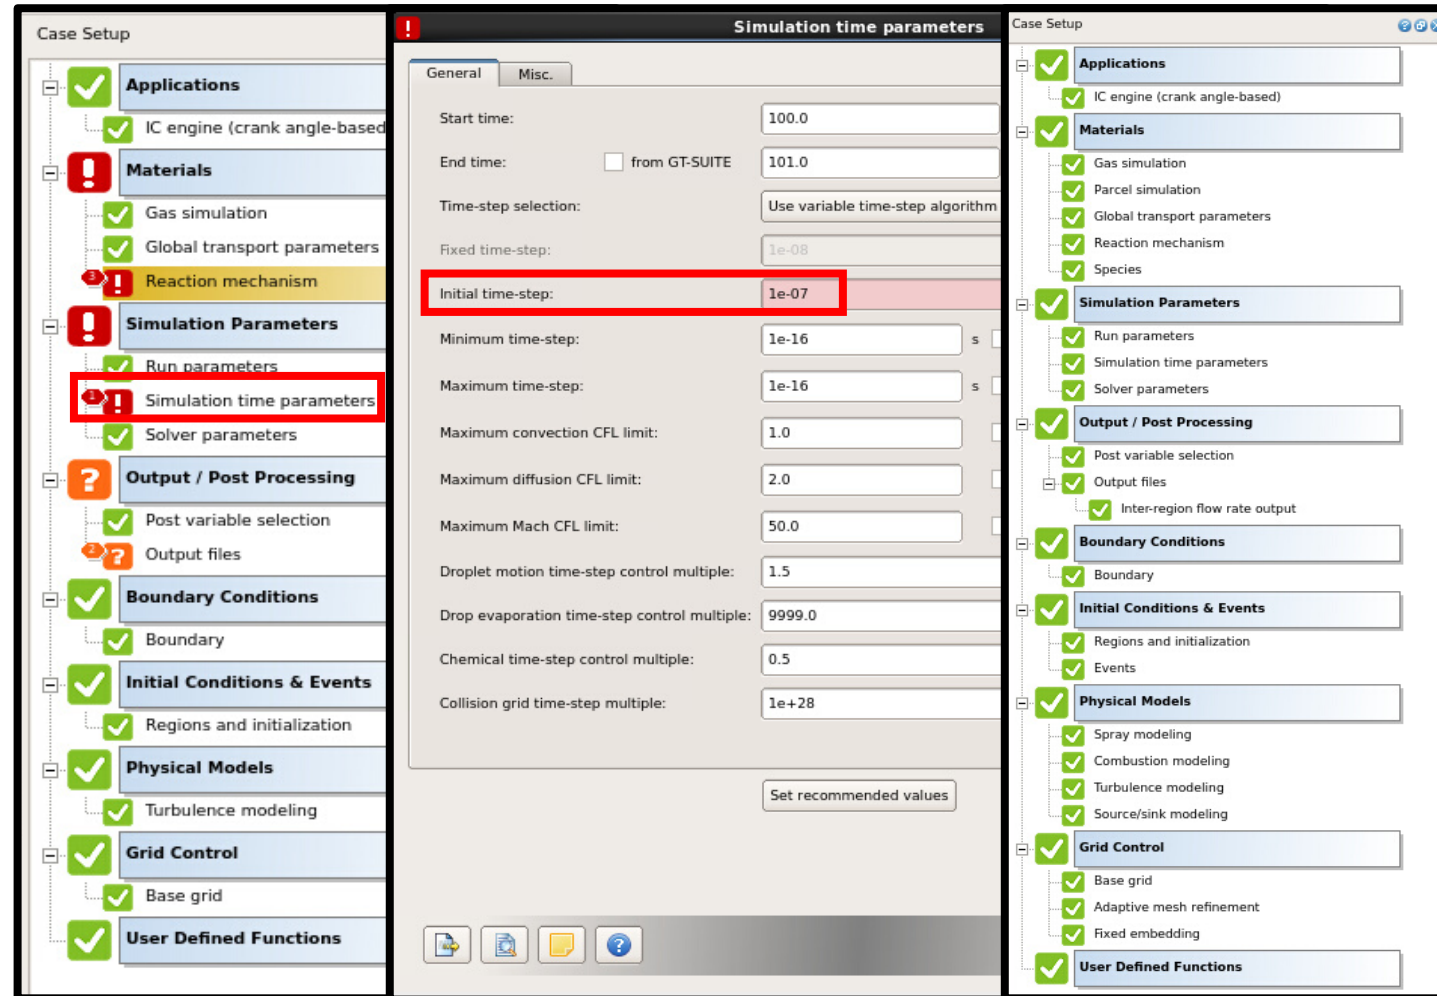 Case Setup
Applications
IC engine (crank angle-based
Materials
Gas simulation
Global transport parameters
3
Reaction mechanism
Simulation Parameters
Run parameters
1
Simulation time parameters
Solver parameters
Output / Post Processing
Post variable selection
2
Output files
Boundary Conditions
Boundary
Initial Conditions & Events
Regions and initialization
Physical Models
Turbulence modeling
Grid Control
Base grid
User Defined Functions
Simulation time parameters
General Misc.
Start time: 100.0
End time: from GT-SUITE 101.0
Time-step selection: Use variable time-step algorithm
Fixed time-step: 1e-08
Initial time-step: 1e-07
Minimum time-step: 1e-16 s
Maximum time-step: 1e-16 s
Maximum convection CFL limit: 1.0
Maximum diffusion CFL limit: 2.0
Maximum Mach CFL limit: 50.0
Droplet motion time-step control multiple: 1.5
Drop evaporation time-step control multiple: 9999.0
Chemical time-step control multiple: 0.5
Collision grid time-step multiple: 1e+28
Set recommended values
Case Setup
Applications
IC engine (crank angle-based)
Materials
Gas simulation
Parcel simulation
Global transport parameters
Reaction mechanism
Species
Simulation Parameters
Run parameters
Simulation time parameters
Solver parameters
Output / Post Processing
Post variable selection
Output files
Inter-region flow rate output
Boundary Conditions
Boundary
Initial Conditions & Events
Regions and initialization
Events
Physical Models
Spray modeling
Combustion modeling
Turbulence modeling
Source/sink modeling
Grid Control
Base grid
Adaptive mesh refinement
Fixed embedding
User Defined Functions